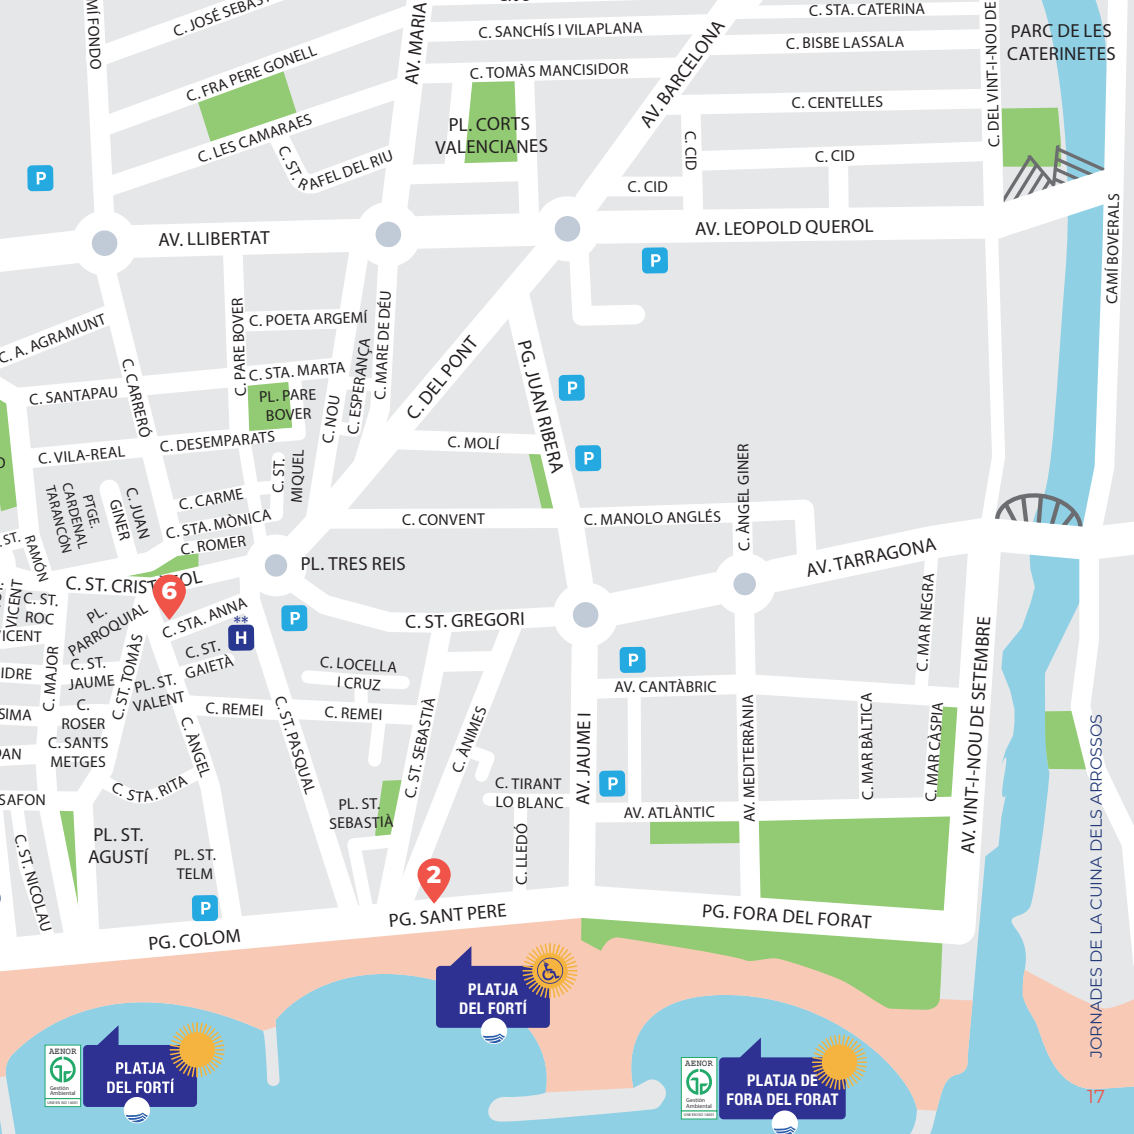 C. STA. CATERINA
C. SANCHÍS I VILAPLANA
C. BISBE LASSALA
PARC DE LES
CATERINETES
AV. MARIA
C. FRA PERE GONELL
C. TOMÀS MANCISIDOR
AV. BARCELONA
C. CENTELLES
C. DEL VINT-I-NOU DE
C. LES CAMARAES
PL. CORTS
VALENCIANES
C. CID
C. CID
C. ST.
RAFEL DEL RIU
C. CID
P
AV. LLIBERTAT
AV. LEOPOLD QUEROL
P
CAMÍ BOVERALS
C. A. AGRAMUNT
C. CARRERÓ
C. PARE BOVER
C. POETA ARGEMÍ
C. STA. MARTA
C. MARE DE DÉU
C. ESPERANÇA
C. NOU
C. DEL PONT
PG. JUAN RIBERA
P
C. SANTAPAU
PL. PARE
BOVER
C. VILA-REAL
C. DESEMPARATS
C. MOLÍ
P
C. ST.
MIQUEL
C. ÀNGEL GINER
PTGE.
CARDENAL
TARANCÓN
C. JUAN
GINER
C. CARME
C. STA. MÒNICA
C. ROMER
C. CONVENT
C. MANOLO ANGLÉS
AV. TARRAGONA
PL. TRES REIS
6
C. STA. ANNA
P
C. ST. GREGORI
**
H
C. ST.
ROC
PL.
PARROQUIAL
C. MAJOR
C. ST.
JAUME
C. ST. TOMÀS
PL. ST.
VALENT
C. ST.
GAIETÀ
C. LOCELLA
I CRUZ
P
AV. CANTÀBRIC
C. MAR NEGRA
AV. VINT-I-NOU DE SETEMBRE
C.
ROSER
C. SANTS
METGES
C. REMEI
C. REMEI
C. ÀNGEL
C. ST. PASQUAL
C. ST. SEBASTIÀ
C. ÀNIMES
AV. JAUME I
AV. MEDITERRÀNIA
C. MAR BÀLTICA
C. MAR CÀSPIA
C. STA. RITA
C. TIRANT
LO BLANC
P
AV. ATLÀNTIC
PL. ST.
SEBASTIÀ
C. LLEDÓ
PL. ST.
AGUSTÍ
PL. ST.
TELM
C. ST. NICOLAU
P
2
PG. COLOM
PG. SANT PERE
PG. FORA DEL FORAT
PLATJA
DEL FORTÍ
AENOR
Gestión
Ambiental
PLATJA
DEL FORTÍ
AENOR
Gestión
Ambiental
PLATJA DE
FORA DEL FORAT
JORNADES DE LA CUINA DELS ARROSSOS
17